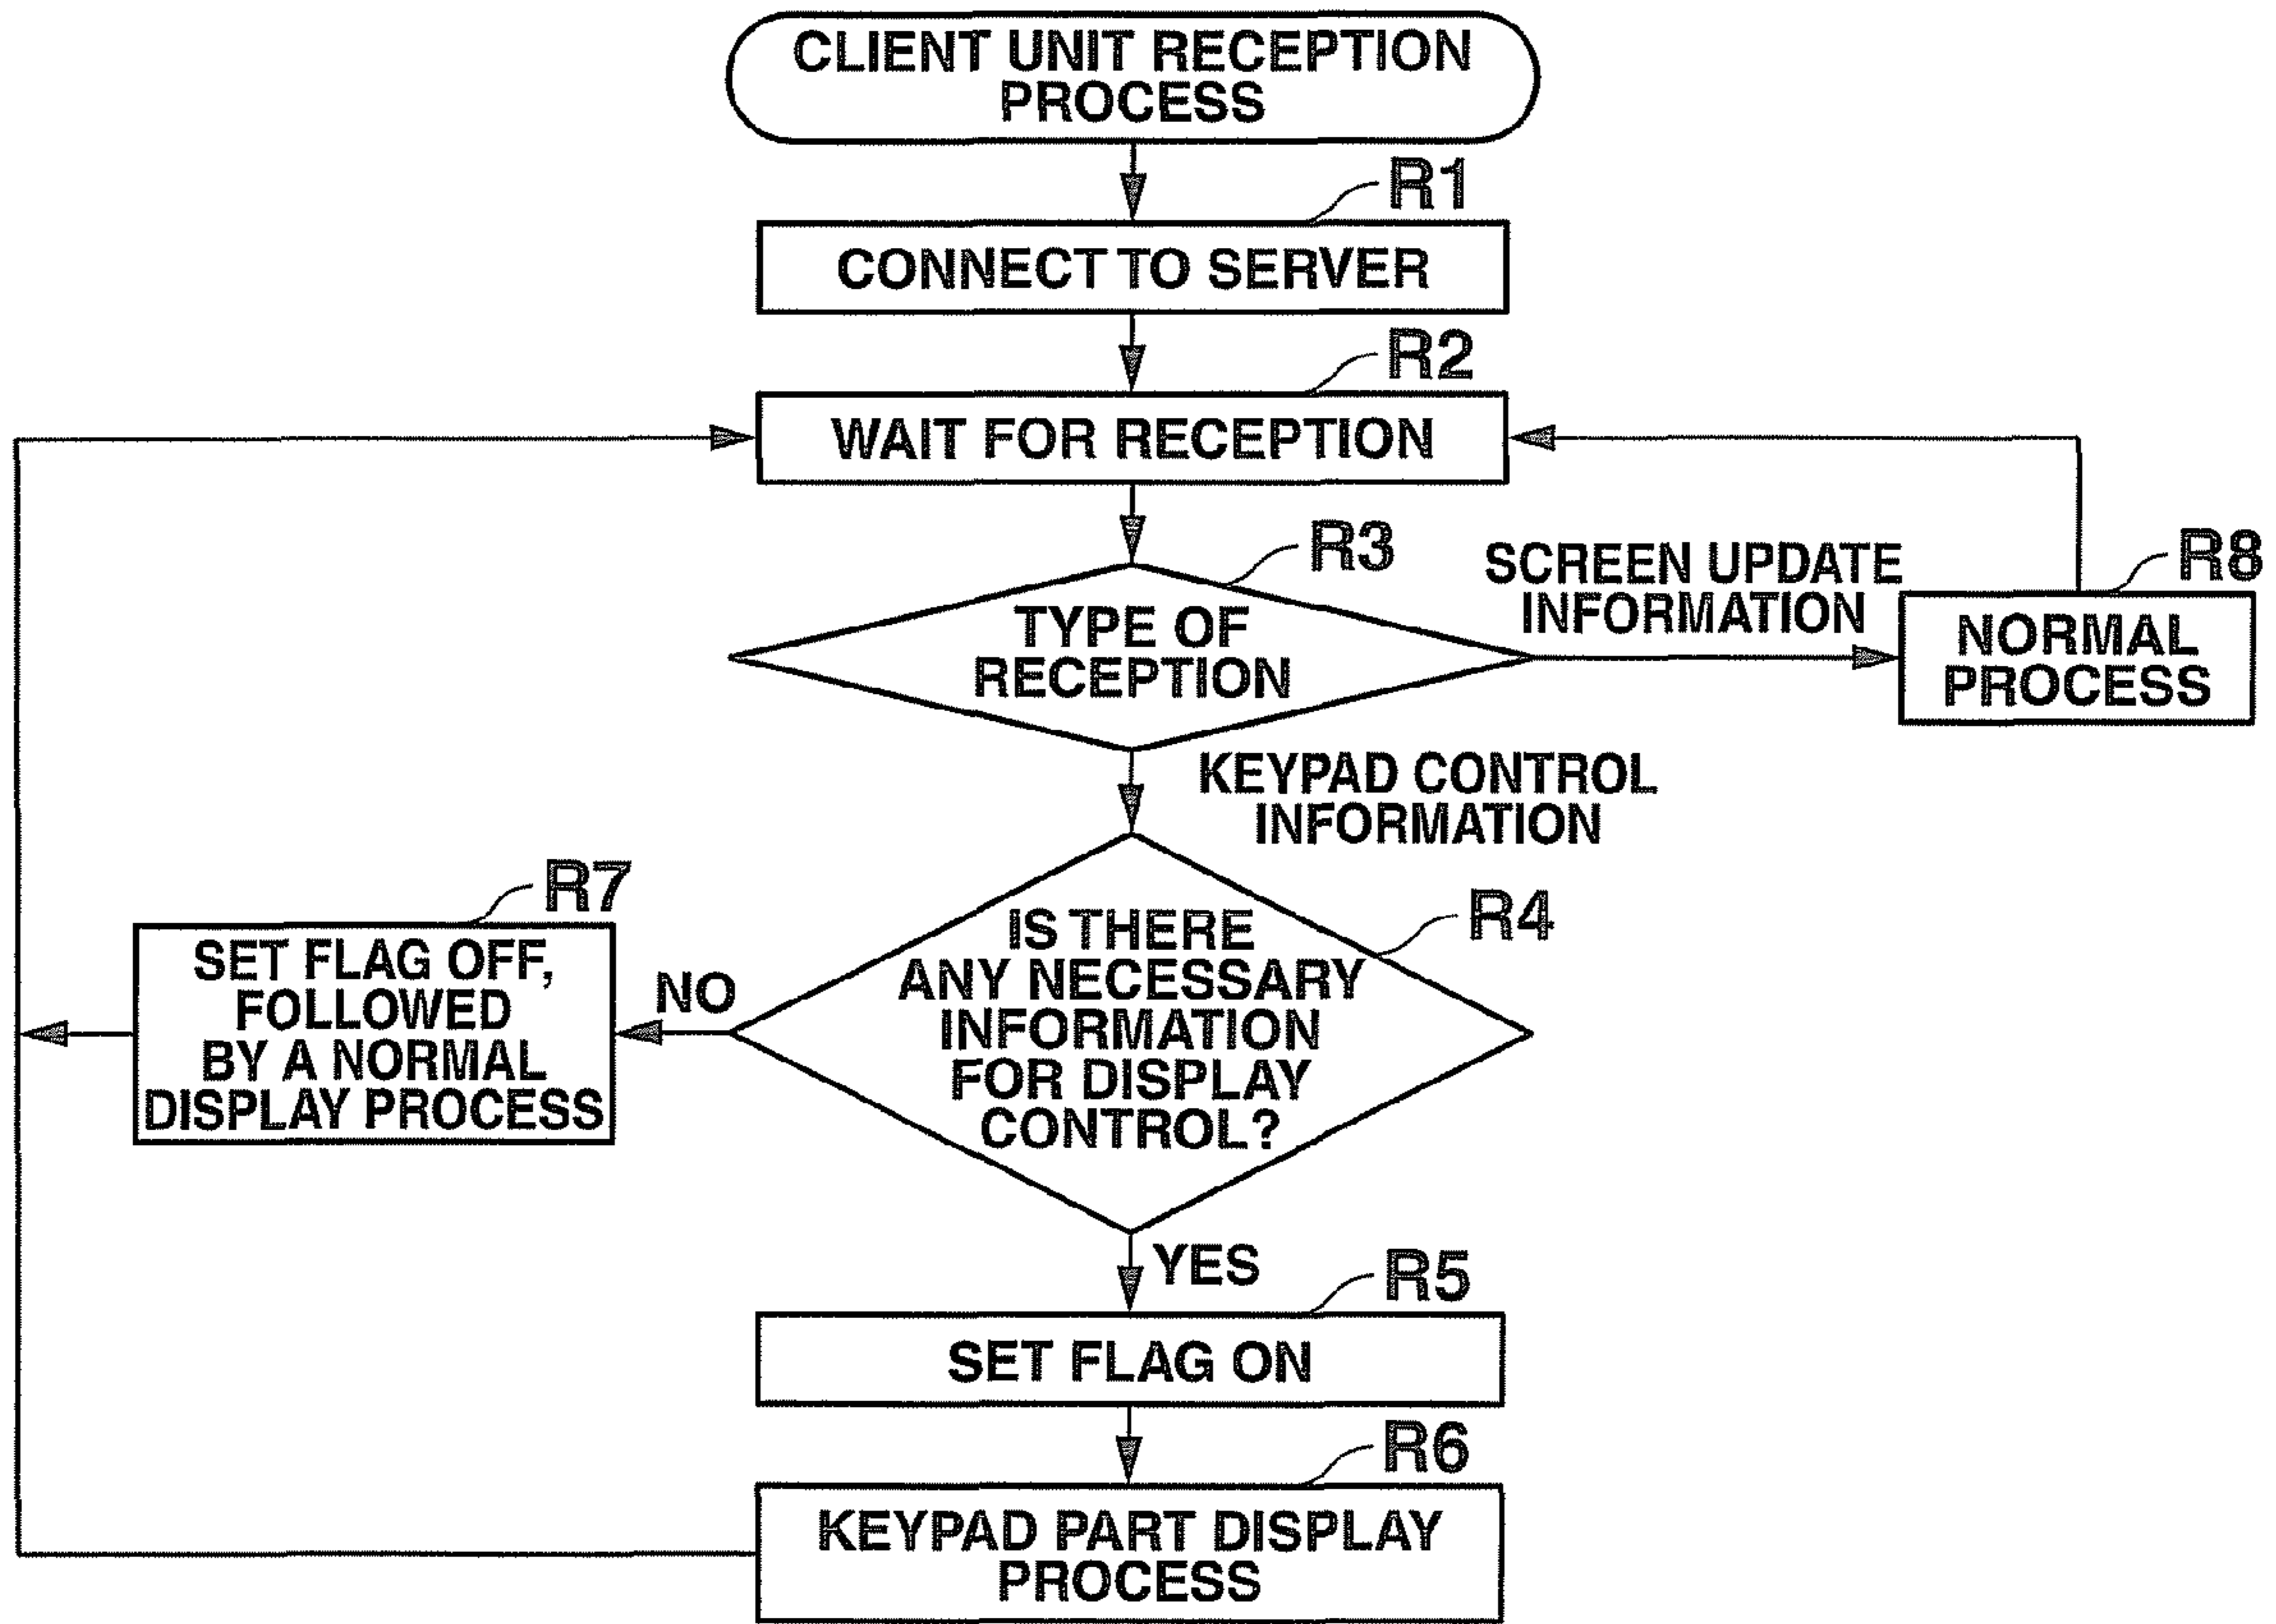 CLIENT UNIT RECEPTION
PROCESS
R1
CONNECT TO SERVER
R2
WAIT FOR RECEPTION
R3
TYPE OF
RECEPTION
SCREEN UPDATE
INFORMATION
R8
NORMAL
PROCESS
KEYPAD CONTROL
INFORMATION
R4
IS THERE
ANY NECESSARY
INFORMATION
FOR DISPLAY
CONTROL?
NO
R7
SET FLAG OFF,
FOLLOWED
BY A NORMAL
DISPLAY PROCESS
YES
R5
SET FLAG ON
R6
KEYPAD PART DISPLAY
PROCESS